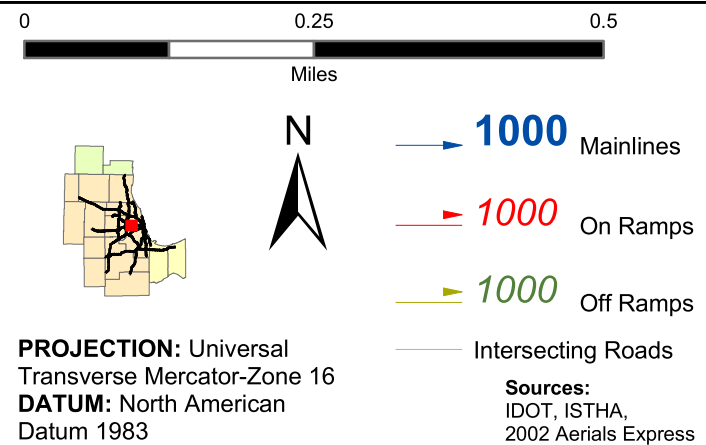 0 0.25 0.5
Miles
N
1000 Mainlines
1000 On Ramps
1000 Off Ramps
Intersecting Roads
PROJECTION: Universal
Transverse Mercator-Zone 16
DATUM: North American
Datum 1983
Sources:
IDOT, ISTHA,
2002 Aerials Express